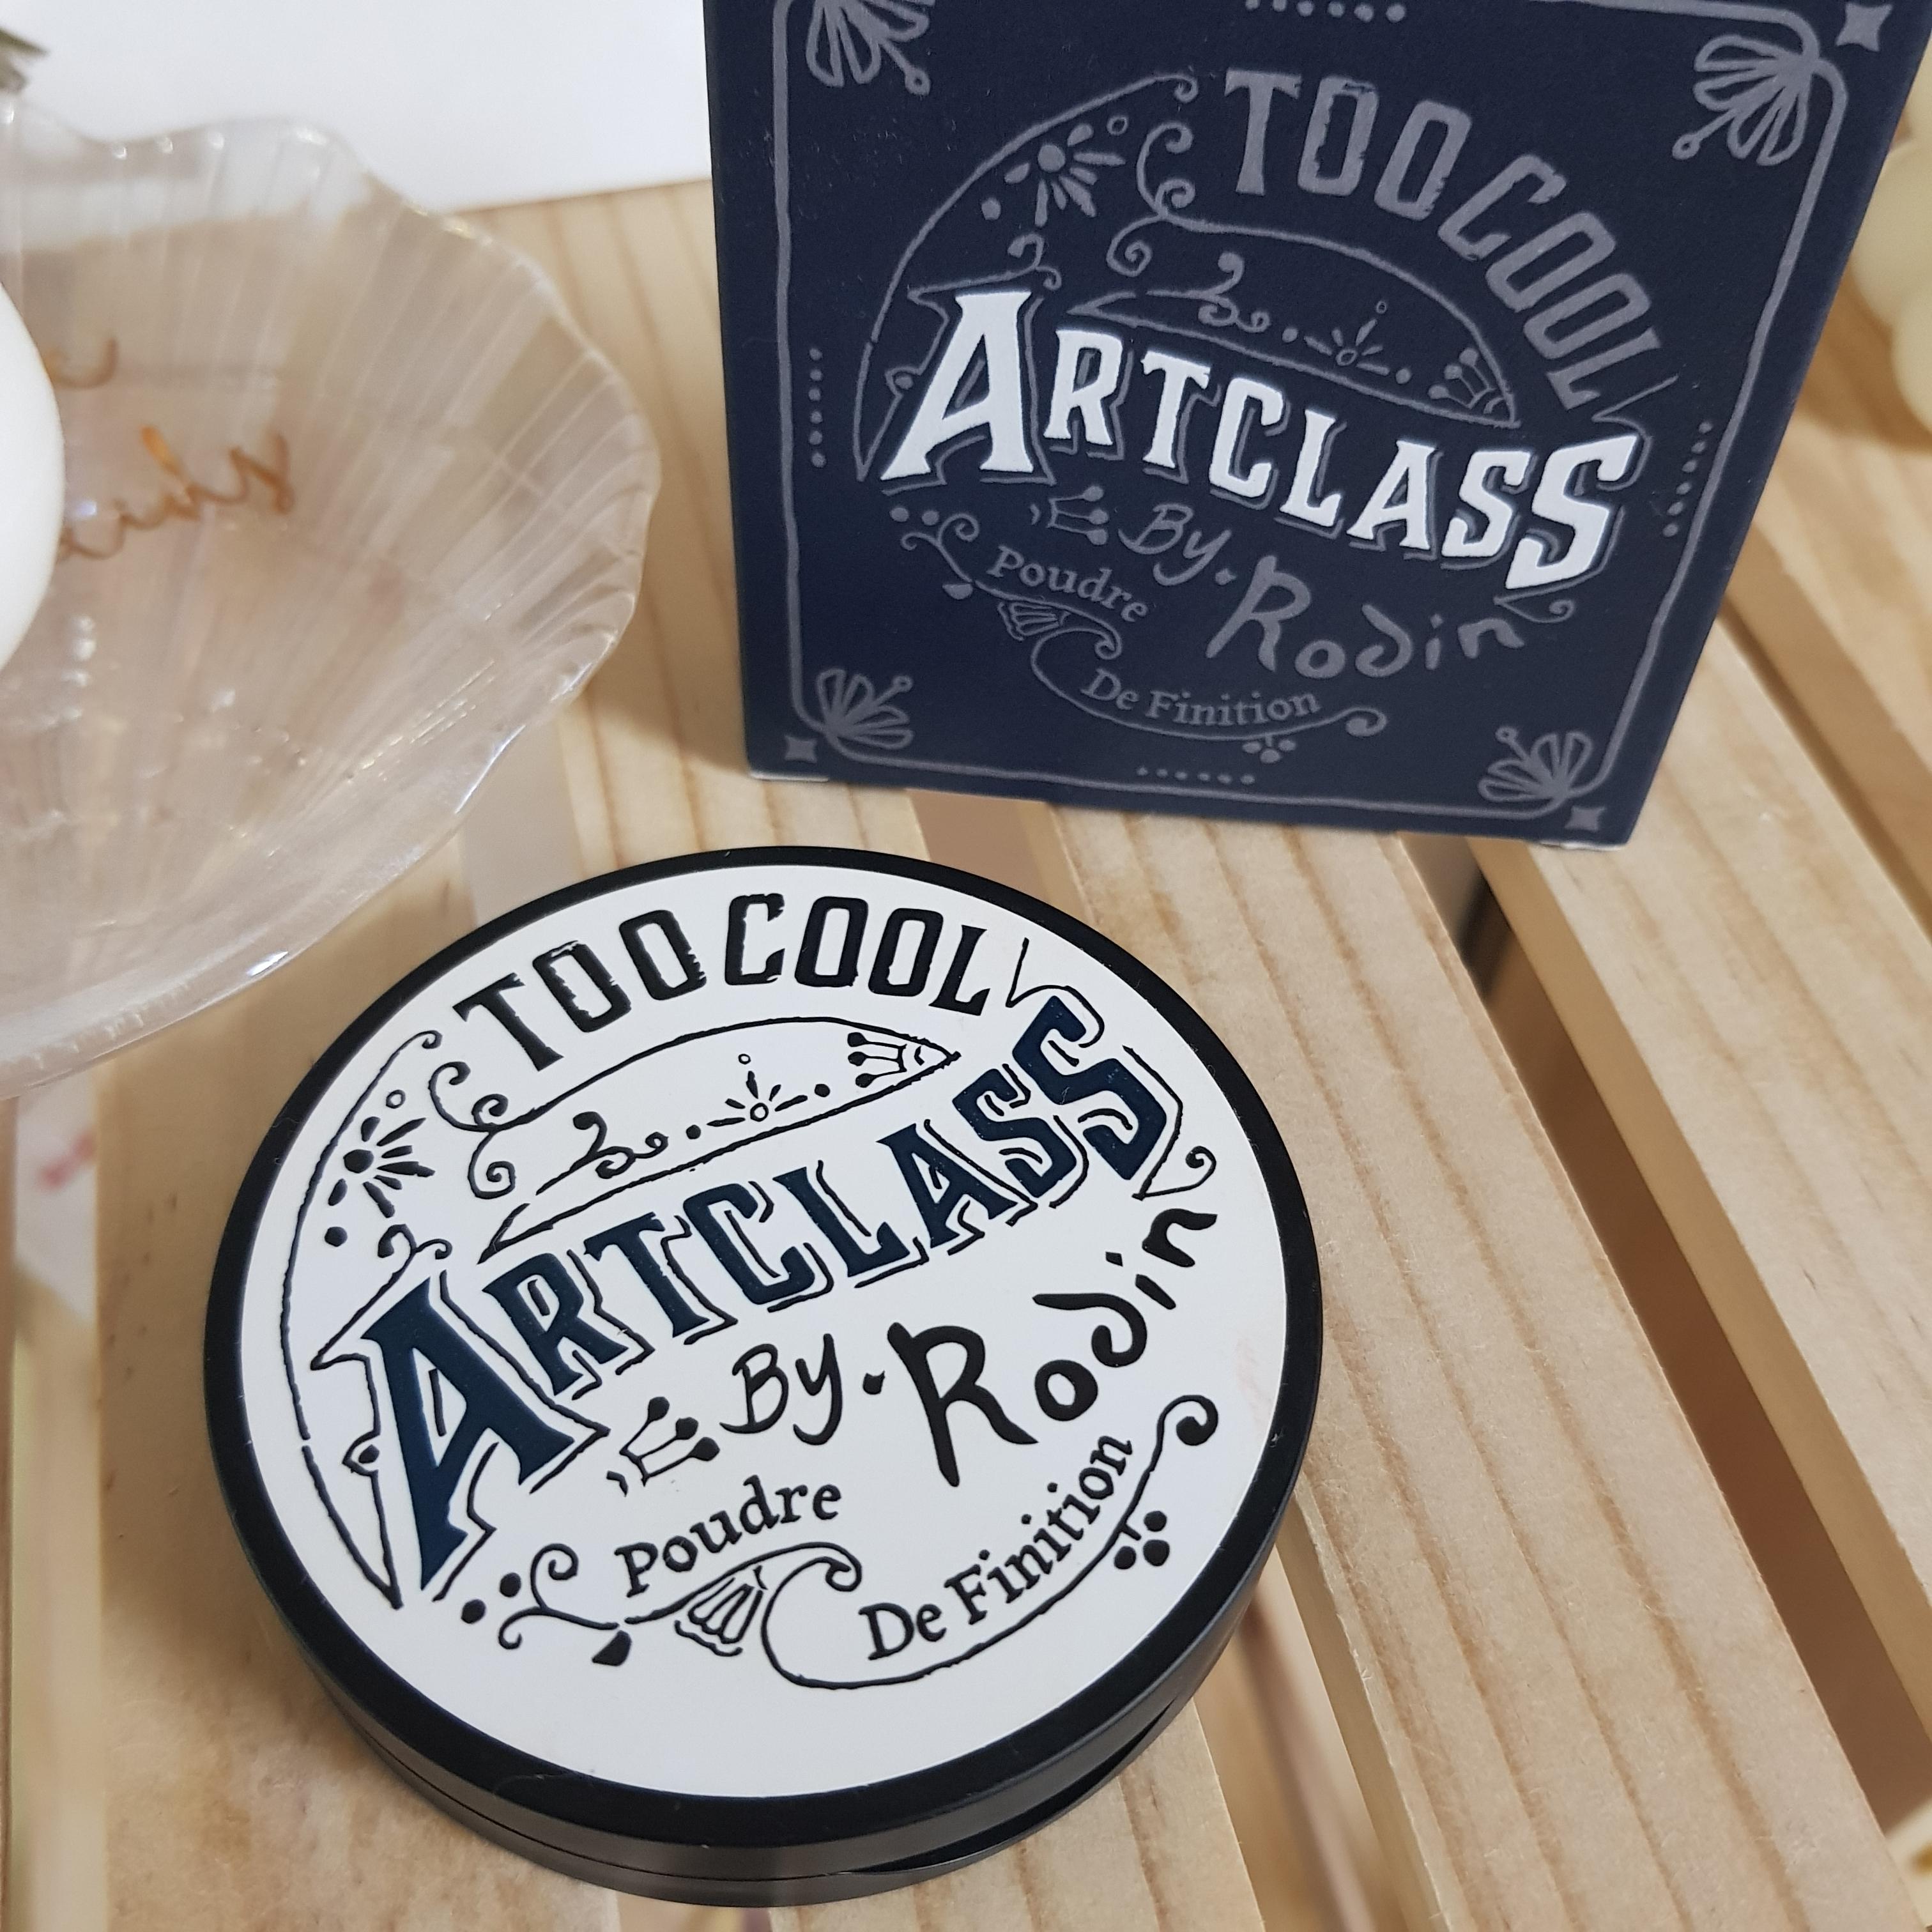 TOO COOL
ARTCLASS
By. Rodin
Poudre
De Finition
TOO COOL
ARTCLASS
By. Rodin
Poudre
De Finition